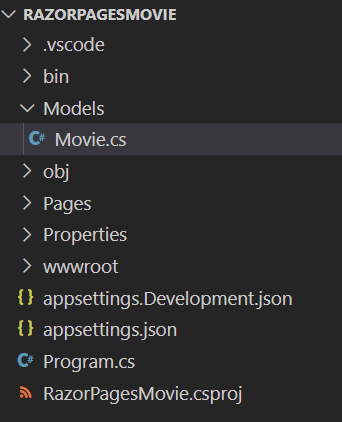 RAZORPAGESMOVIE
.vscode
bin
Models
C# Movie.cs
obj
Pages
Properties
wwwroot
{} appsettings.Development.json
{} appsettings.json
C# Program.cs
RazorPagesMovie.csproj